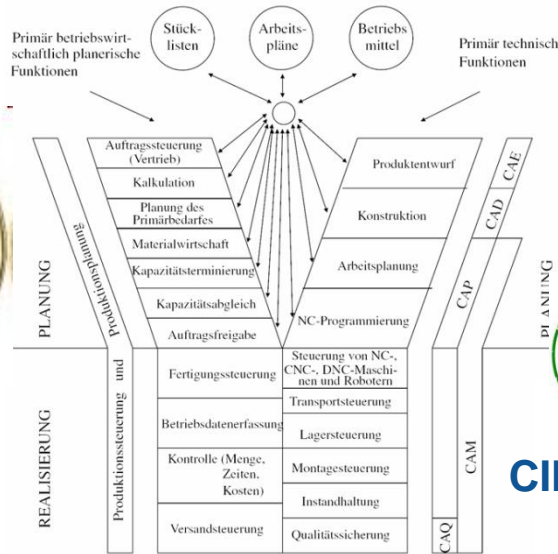 Primär betriebswirt-
schaftlich planerische
Funktionen
Stück-
listen
Arbeits-
pläne
Betriebs
mittel
Primär technisch
Funktionen
Auftragssteuerung
(Vertrieb)
Kalkulation
Planung des
Primärbedarfes
Materialwirtschaft
Kapazitätsterminierung
Kapazitätsabgleich
Auftragsfreigabe
Produktentwurf
Konstruktion
Arbeitsplanung
NC-Programmierung
CAE
CAD
CAP
PLANUNG
Produktionsplanung
PLANUNG
Fertigungssteuerung
Betriebsdatenerfassung
Kontrolle (Menge,
Zeiten,
Kosten)
Versandsteuerung
Steuerung von NC-,
CNC-, DNC-Maschi-
nen und Robotern
Transportsteuerung
Lagersteuerung
Montagesteuerung
Instandhaltung
Qualitätssicherung
REALISIERUNG
Produktionssteuerung und
CAQ
CAM